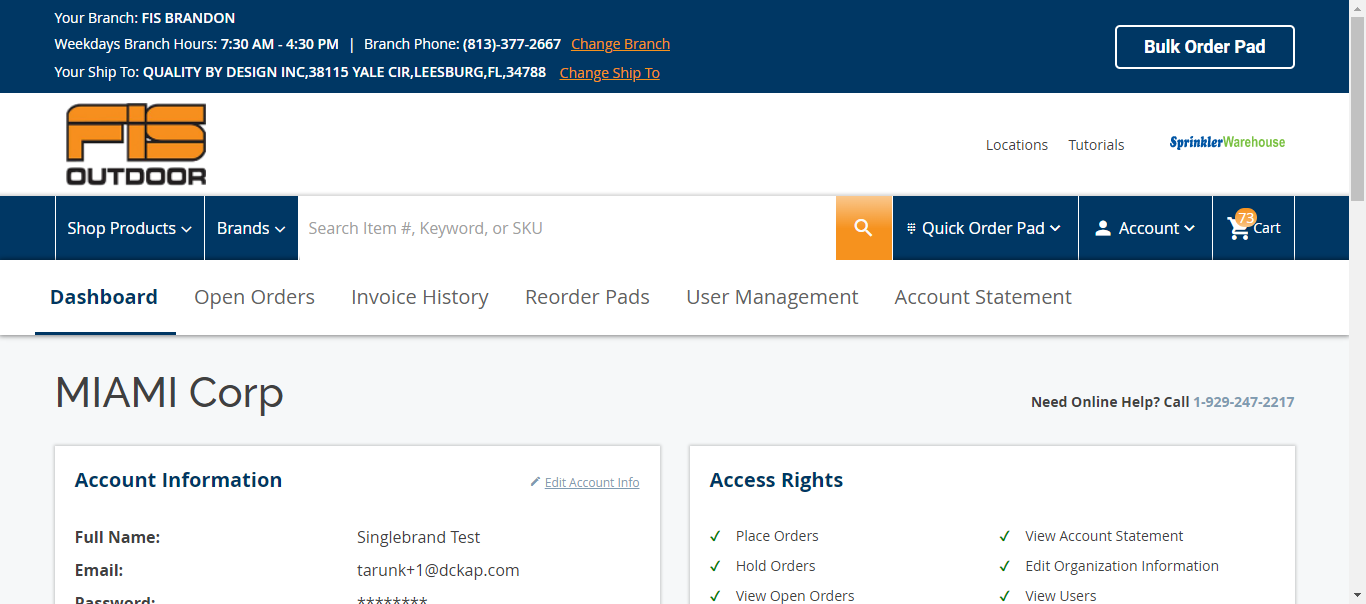 Your Branch: FIS BRANDON
Weekdays Branch Hours: 7:30 AM - 4:30 PM | Branch Phone: (813)-377-2667 Change Branch
Your Ship To: QUALITY BY DESIGN INC,38115 YALE CIR,LEESBURG,FL,34788 Change Ship To
Bulk Order Pad
FIS
OUTDOOR
Locations Tutorials SprinklerWarehouse
Shop Products Brands Search Item #, Keyword, or SKU Quick Order Pad Account 73 Cart
Dashboard Open Orders Invoice History Reorder Pads User Management Account Statement
MIAMI Corp
Need Online Help? Call 1-929-247-2217
Account Information Edit Account Info
Full Name: Singlebrand Test
Email: tarunk+1@dckap.com
Password: ********
Access Rights
Place Orders View Account Statement
Hold Orders Edit Organization Information
View Open Orders View Users